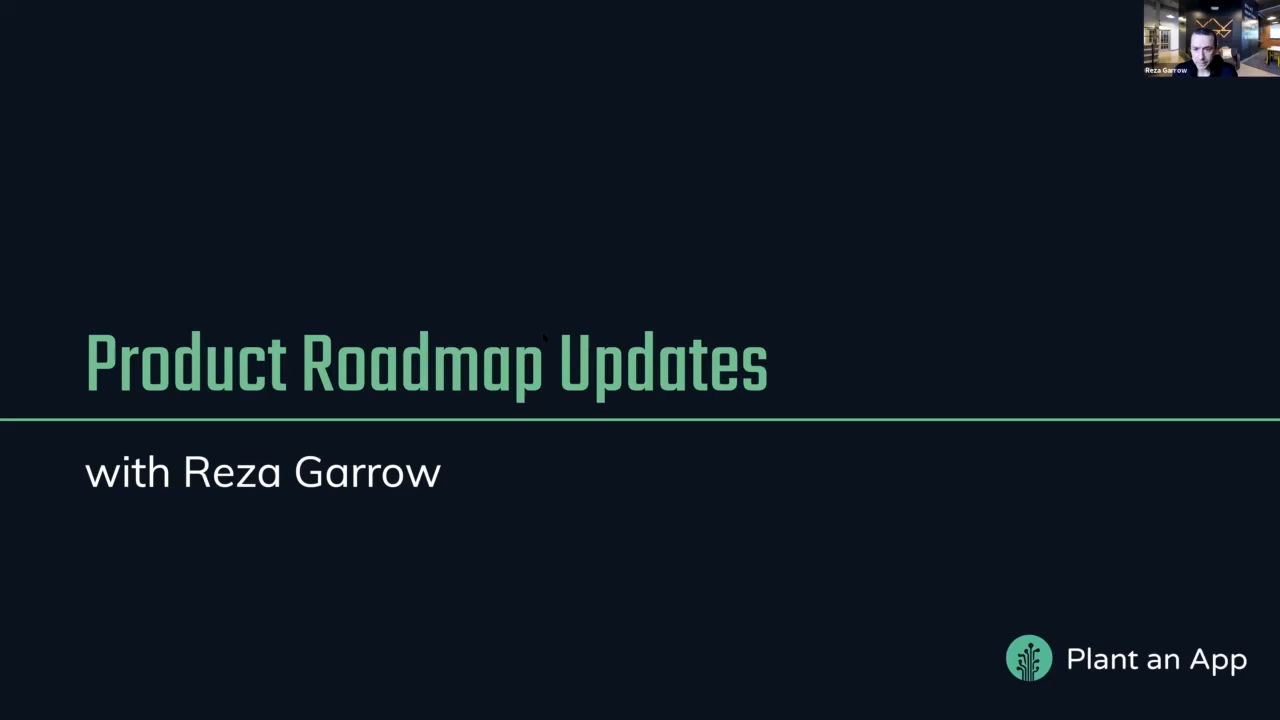 Reza Garrow
Product Roadmap Updates
with Reza Garrow
Plant an App